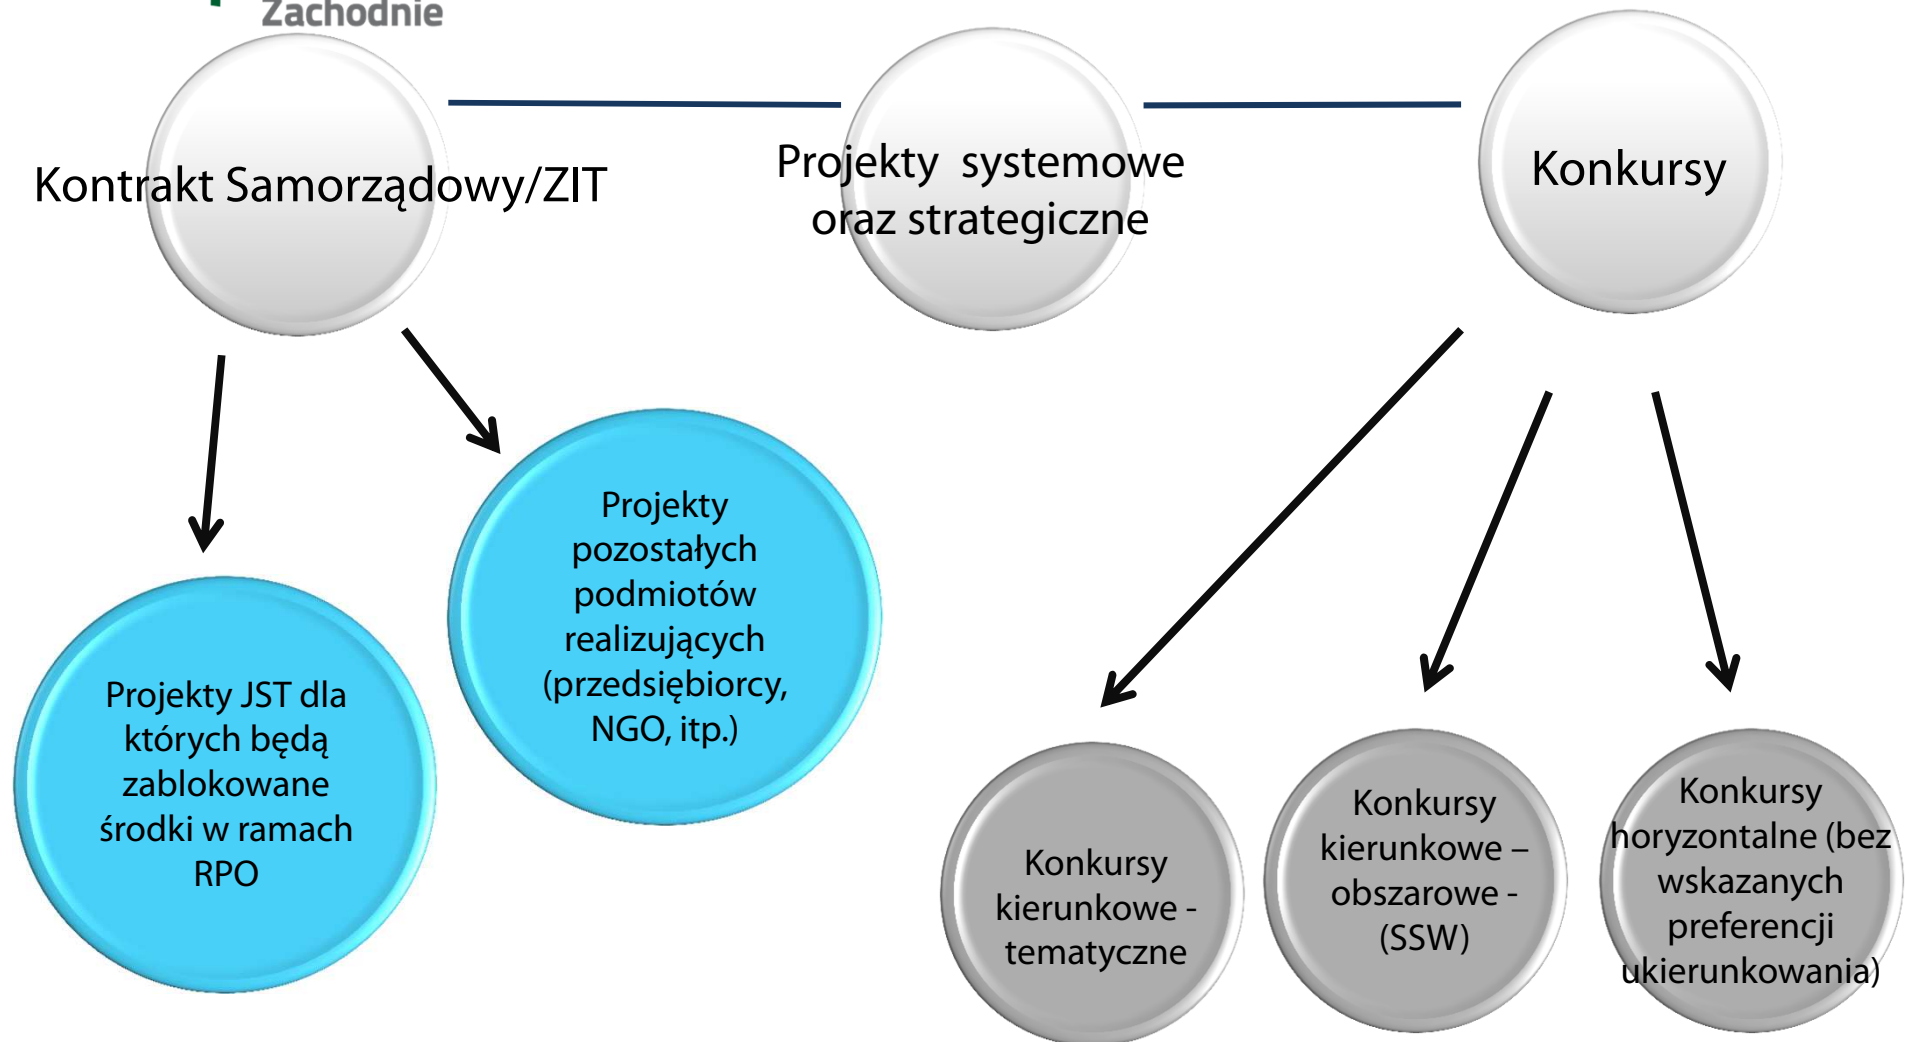 Zachodnie
Kontrakt Samorządowy/ZIT
Projekty systemowe
oraz strategiczne
Konkursy
Projekty JST dla
których będą
zablokowane
środki w ramach
RPO
Projekty
pozostałych
podmiotów
realizujących
(przedsiębiorcy,
NGO, itp.)
Konkursy
kierunkowe -
tematyczne
Konkursy
kierunkowe –
obszarowe -
(SSW)
Konkursy
horyzontalne (bez
wskazanych
preferencji
ukierunkowania)